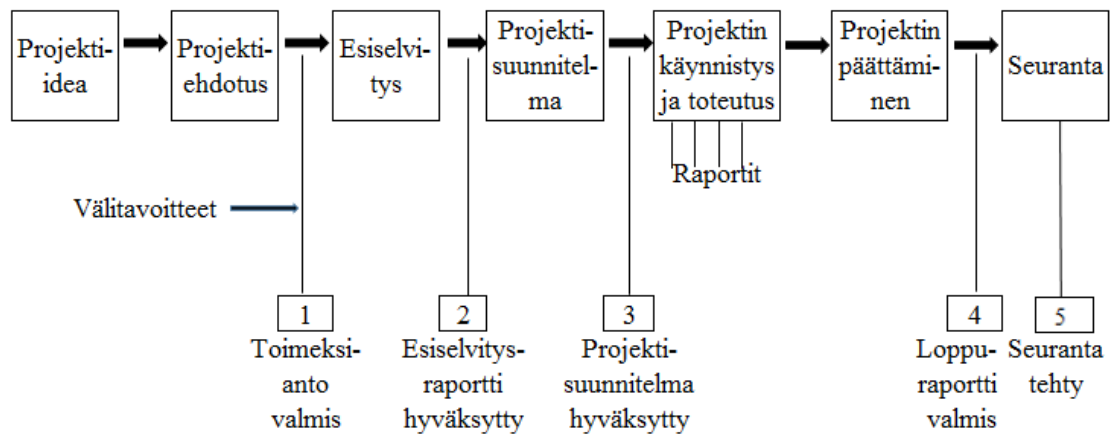 Projekti-
idea
Projekti-
ehdotus
Esiselvi-
tys
Projekti-
suunnitel-
ma
Projektin
käynnistys
ja toteutus
Projektin
päättämi-
nen
Seuranta
Raportit
Välitavoitteet
1
Toimeksi-
anto
valmis
2
Esiselvitys-
raportti
hyväksytty
3
Projekti-
suunnitelma
hyväksytty
4
Loppu-
raportti
valmis
5
Seuranta
tehty